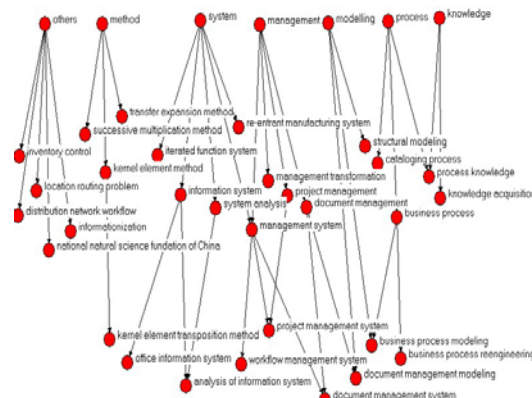 others
method
system
management
modelling
process
knowledge
transfer expansion method
re-entrant manufacturing system
successive multiplication method
structural modeling
inventory control
iterated function system
cataloging process
kernel element method
management transformation
process knowledge
location routing problem
information system
project management
knowledge acquisition
system analysis
document management
distribution network workflow
business process
informationization
management system
national natural science fundation of China
project management system
kernel element transposition method
business process modeling
office information system
workflow management system
business process reengineering
analysis of information system
document management modeling
document management system